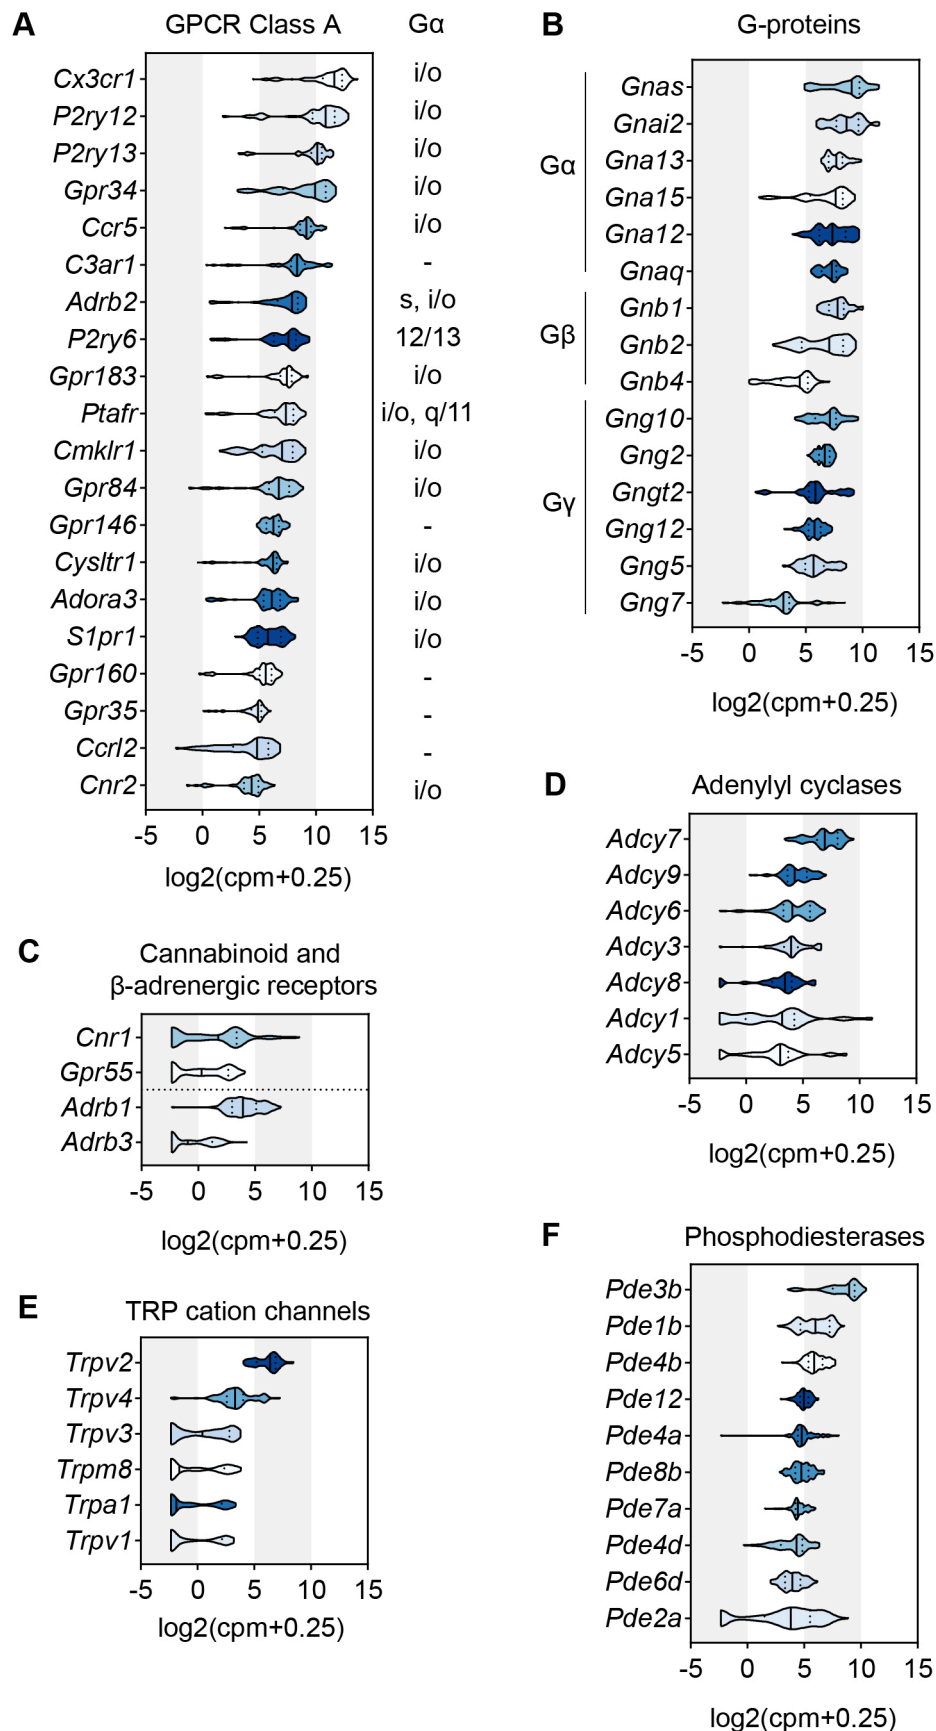 A
GPCR Class A
Gα
Cx3cr1
i/o
P2ry12
i/o
P2ry13
i/o
Gpr34
i/o
Ccr5
i/o
C3ar1
-
Adrb2
s, i/o
P2ry6
12/13
Gpr183
i/o
Ptafr
i/o, q/11
Cmklr1
i/o
Gpr84
i/o
Gpr146
-
Cysltr1
i/o
Adora3
i/o
S1pr1
i/o
Gpr160
-
Gpr35
-
Ccrl2
-
Cnr2
i/o
-5 0 5 10 15
log2(cpm+0.25)
B
G-proteins
Gα
Gnas
Gnai2
Gna13
Gna15
Gna12
Gnaq
Gβ
Gnb1
Gnb2
Gnb4
Gγ
Gng10
Gng2
Gngt2
Gng12
Gng5
Gng7
-5 0 5 10 15
log2(cpm+0.25)
C
Cannabinoid and
β-adrenergic receptors
Cnr1
Gpr55
Adrb1
Adrb3
-5 0 5 10 15
log2(cpm+0.25)
D
Adenylyl cyclases
Adcy7
Adcy9
Adcy6
Adcy3
Adcy8
Adcy1
Adcy5
-5 0 5 10 15
log2(cpm+0.25)
E
TRP cation channels
Trpv2
Trpv4
Trpv3
Trpm8
Trpa1
Trpv1
-5 0 5 10 15
log2(cpm+0.25)
F
Phosphodiesterases
Pde3b
Pde1b
Pde4b
Pde12
Pde4a
Pde8b
Pde7a
Pde4d
Pde6d
Pde2a
-5 0 5 10 15
log2(cpm+0.25)